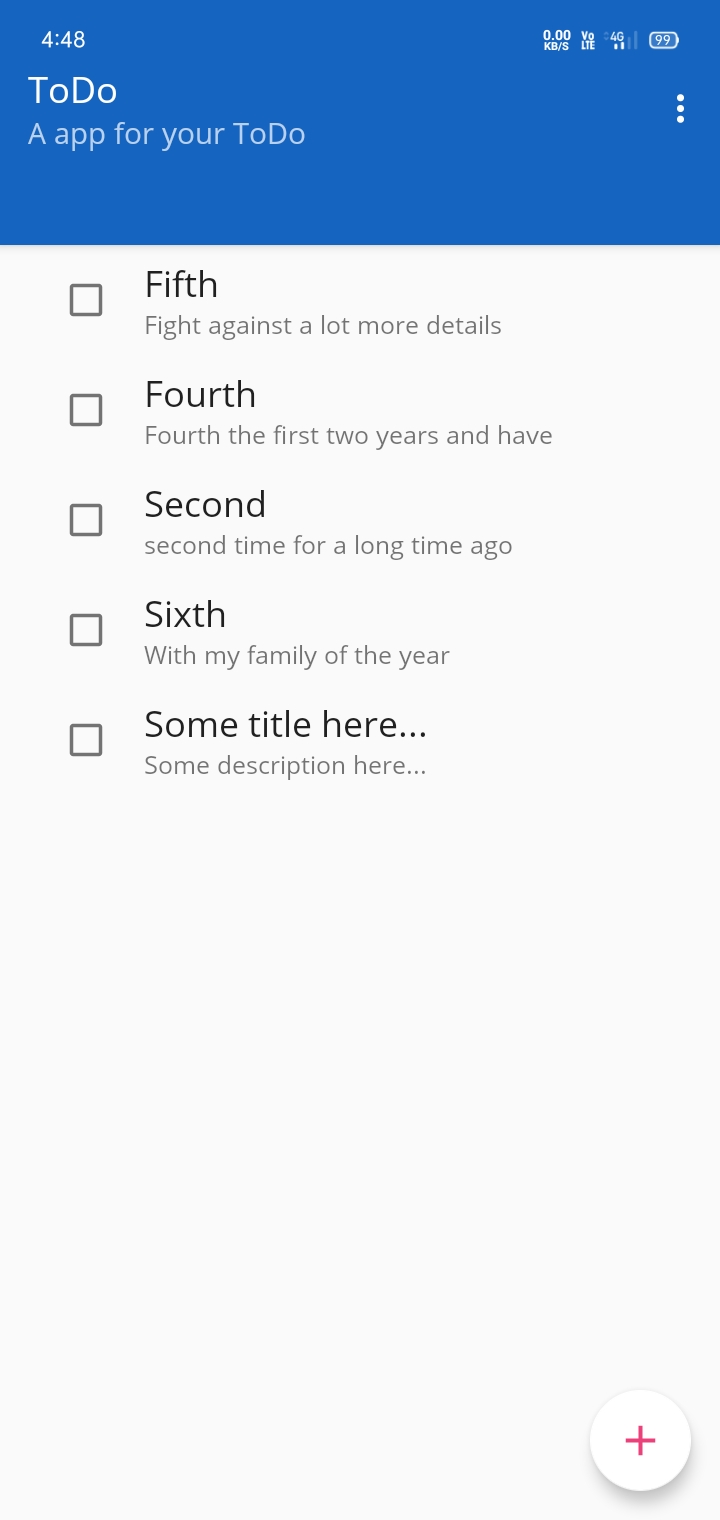 4:48
0.00 KB/S Vo LTE 4G 99
ToDo
A app for your ToDo
Fifth
Fight against a lot more details
Fourth
Fourth the first two years and have
Second
second time for a long time ago
Sixth
With my family of the year
Some title here...
Some description here...